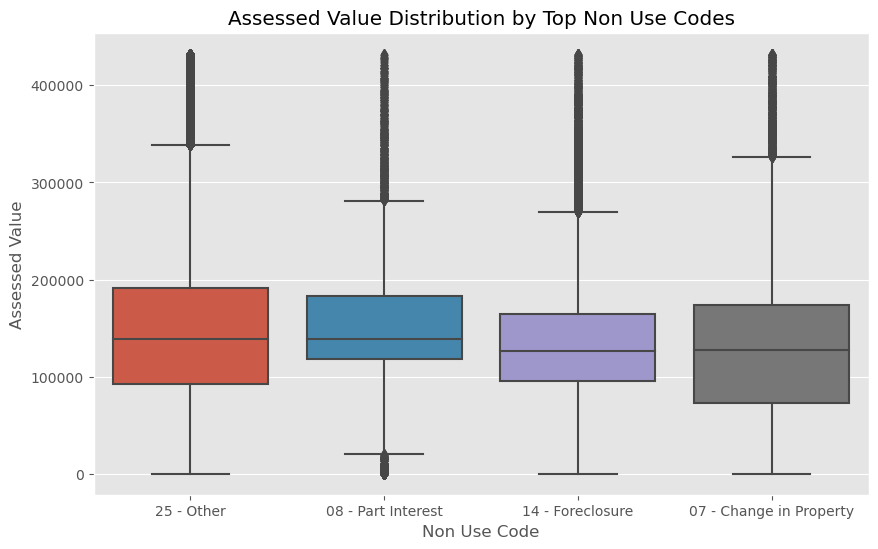 Assessed Value Distribution by Top Non Use Codes
Assessed Value
400000
300000
200000
100000
0
25 - Other
08 - Part Interest
14 - Foreclosure
07 - Change in Property
Non Use Code